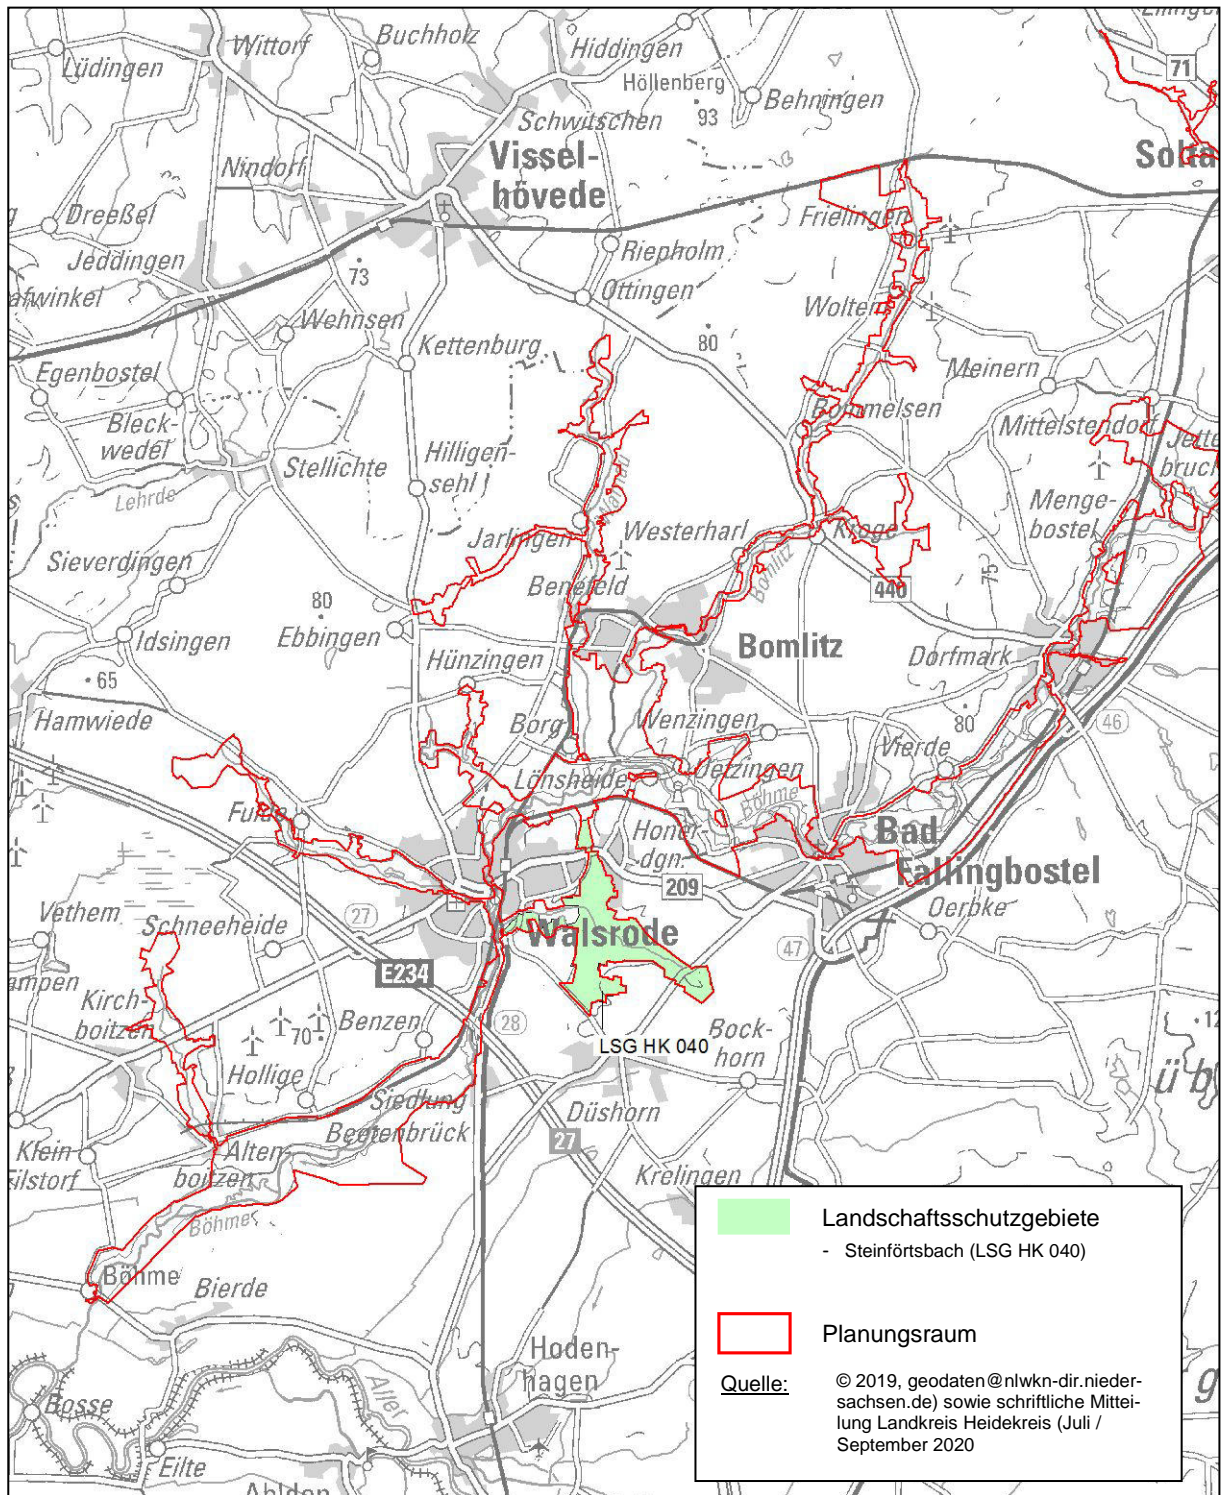 Wittorf
Buchholz
Hiddingen
Lüdingen
Höllenberg
93
Behningen
71
Schwitschen
Vissel-
hövede
Nindorf
Dreeßel
Frielingen
Jeddingen
73
Riepholm
Ottingen
Wehnsen
80
Kettenburg
Egenbostel
Meinern
Bleck-
wedel
Bommelsen
Mittelstendorf
Stellichte
Hilligen-
sehl
Lehrde
Menge-
bostel
Jarlingen
Westerharl
Kroge
Sieverdingen
Benefeld
Bomlitz
75
440
80
Ebbingen
Idsingen
Bomlitz
Hünzingen
Dorfmark
65
Hamwiede
Borg
Wenzingen
80
46
Vierde
Lönsheide
Uetzingen
Böhme
Honer-
dgn.
Bad
Fallingbostel
209
27
Walsrode
Oerbke
Vethem
Schneeheide
47
E234
Kirch-
boitzen
28
Benzen
70
LSG HK 040
Bock-
horn
Hollige
Siedlung
Beetenbrück
Düshorn
27
Klein
Alten-
boitzen
Krelingen
Böhme
Böhme
Bierde
Hoden-
hagen
Aller
Bosse
Eilte
Landschaftsschutzgebiete
- Steinförtsbach (LSG HK 040)
Planungsraum
Quelle:
© 2019, geodaten@nlwkn-dir.nieder-
sachsen.de) sowie schriftliche Mittei-
lung Landkreis Heidekreis (Juli /
September 2020